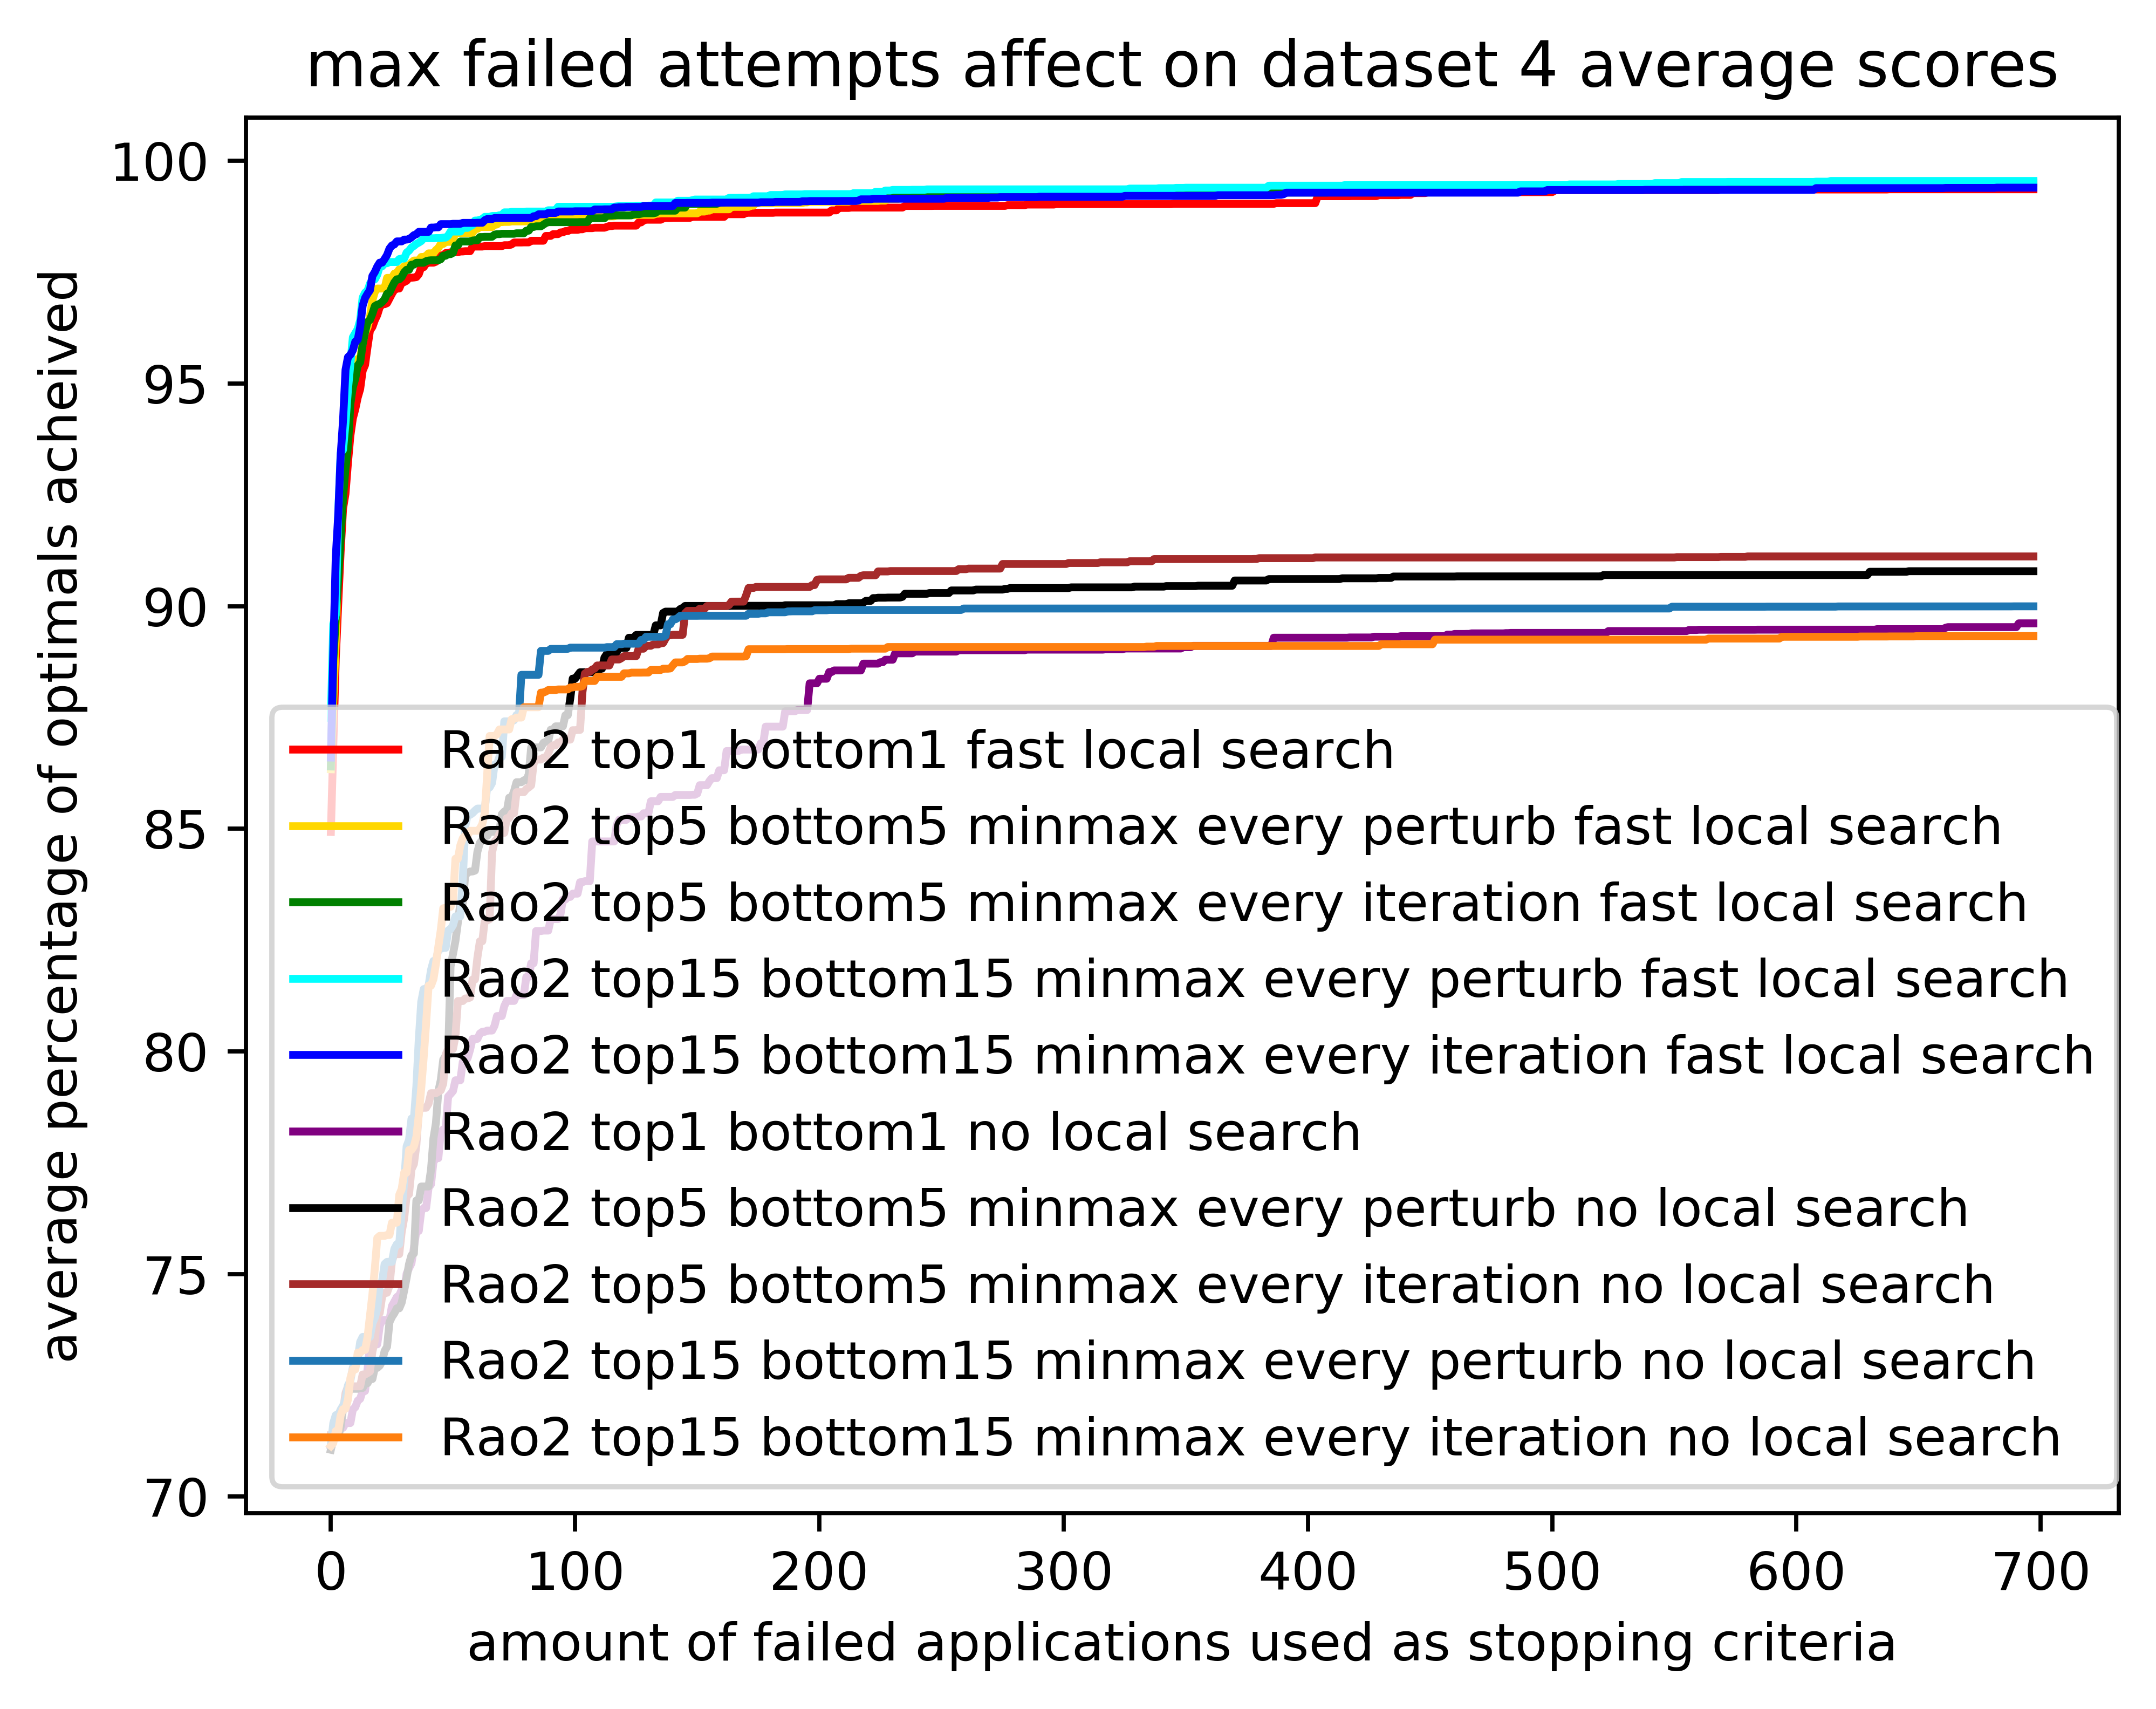 max failed attempts affect on dataset 4 average scores
average percentage of optimals acheived
100
95
90
85
80
75
70
Rao2 top1 bottom1 fast local search
Rao2 top5 bottom5 minmax every perturb fast local search
Rao2 top5 bottom5 minmax every iteration fast local search
Rao2 top15 bottom15 minmax every perturb fast local search
Rao2 top15 bottom15 minmax every iteration fast local search
Rao2 top1 bottom1 no local search
Rao2 top5 bottom5 minmax every perturb no local search
Rao2 top5 bottom5 minmax every iteration no local search
Rao2 top15 bottom15 minmax every perturb no local search
Rao2 top15 bottom15 minmax every iteration no local search
0 100 200 300 400 500 600 700
amount of failed applications used as stopping criteria